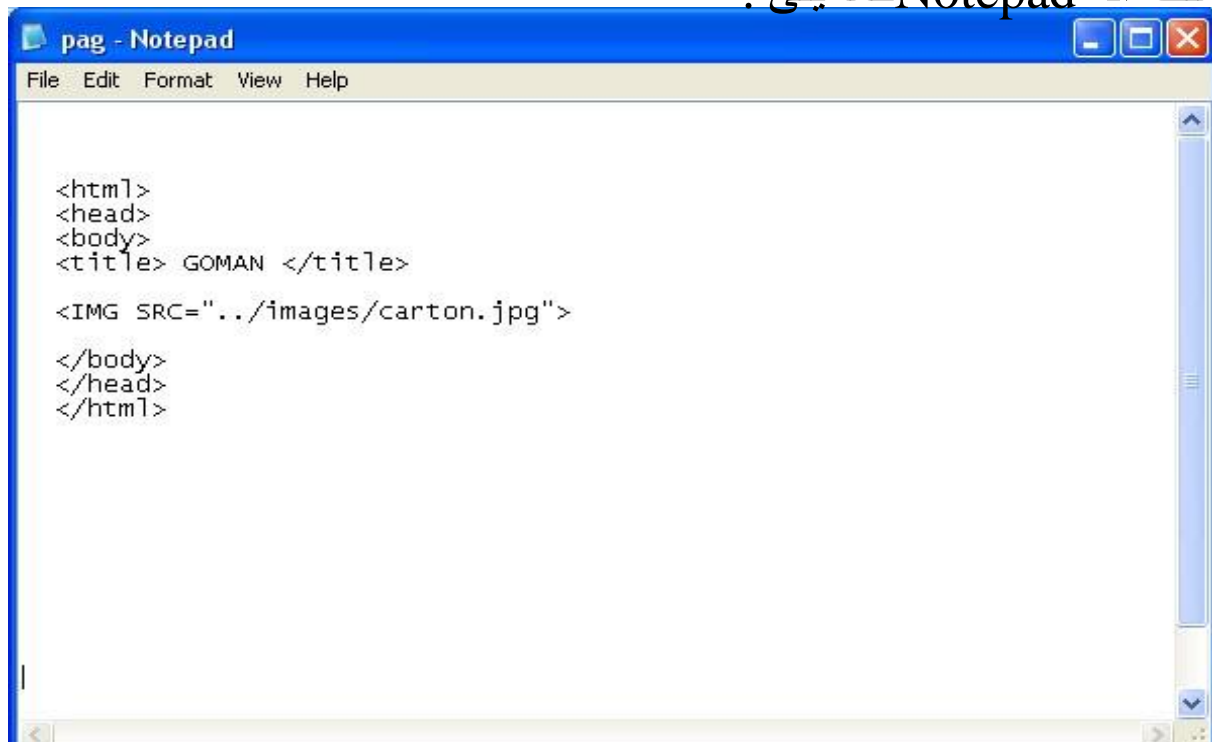 Notepad
pag - Notepad
File Edit Format View Help
<html>
<head>
<body>
<title> GOMAN </title>
<IMG SRC="../images/carton.jpg">
</body>
</head>
</html>